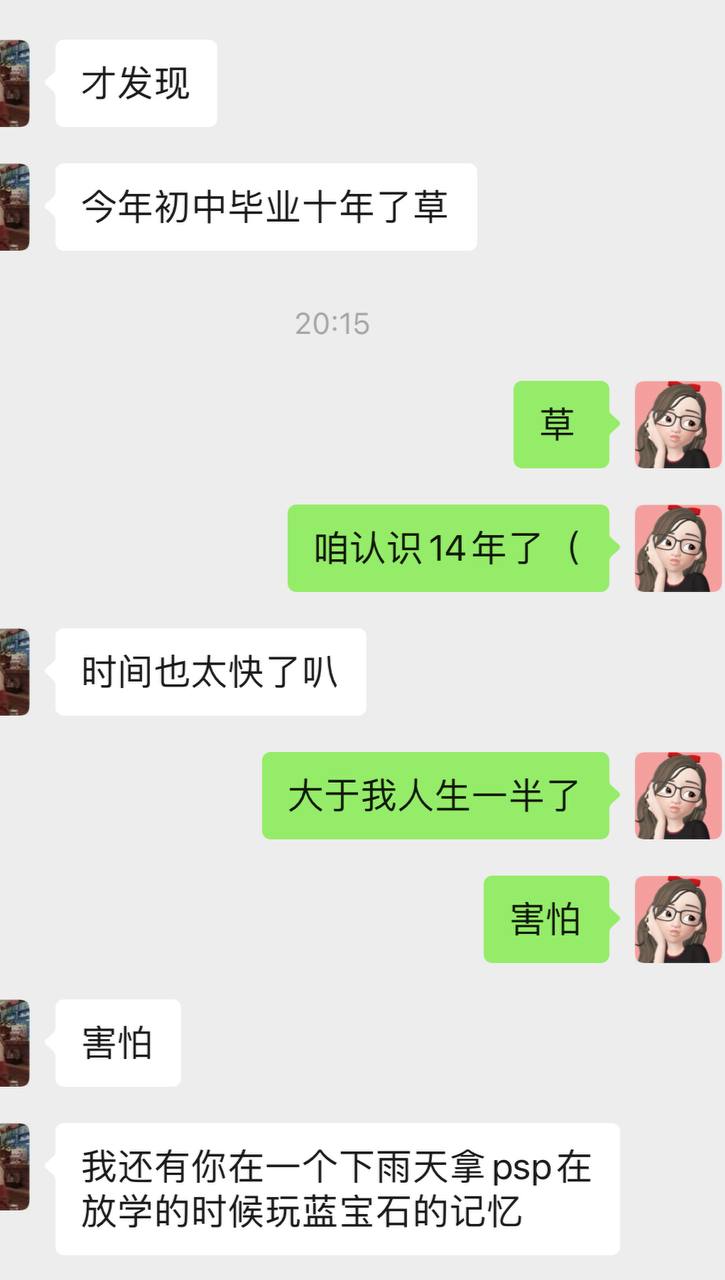 才发现
今年初中毕业十年了草
20:15
草
咱认识14年了（
时间也太快了叭
大于我人生一半了
害怕
害怕
我还有你在一个下雨天拿psp在
放学的时候玩蓝宝石的记忆